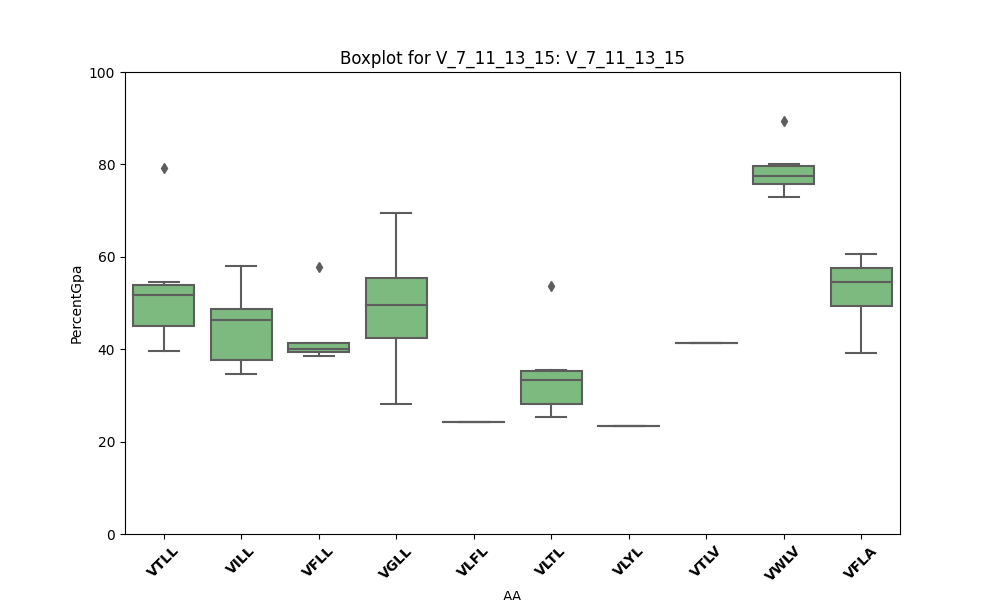 Boxplot for V_7_11_13_15: V_7_11_13_15
100
80
60
40
20
0
PercentGpa
VTLL VILL VFLL VGLL VLFL VLTL VLYL VTLV VWLV VFLA
AA